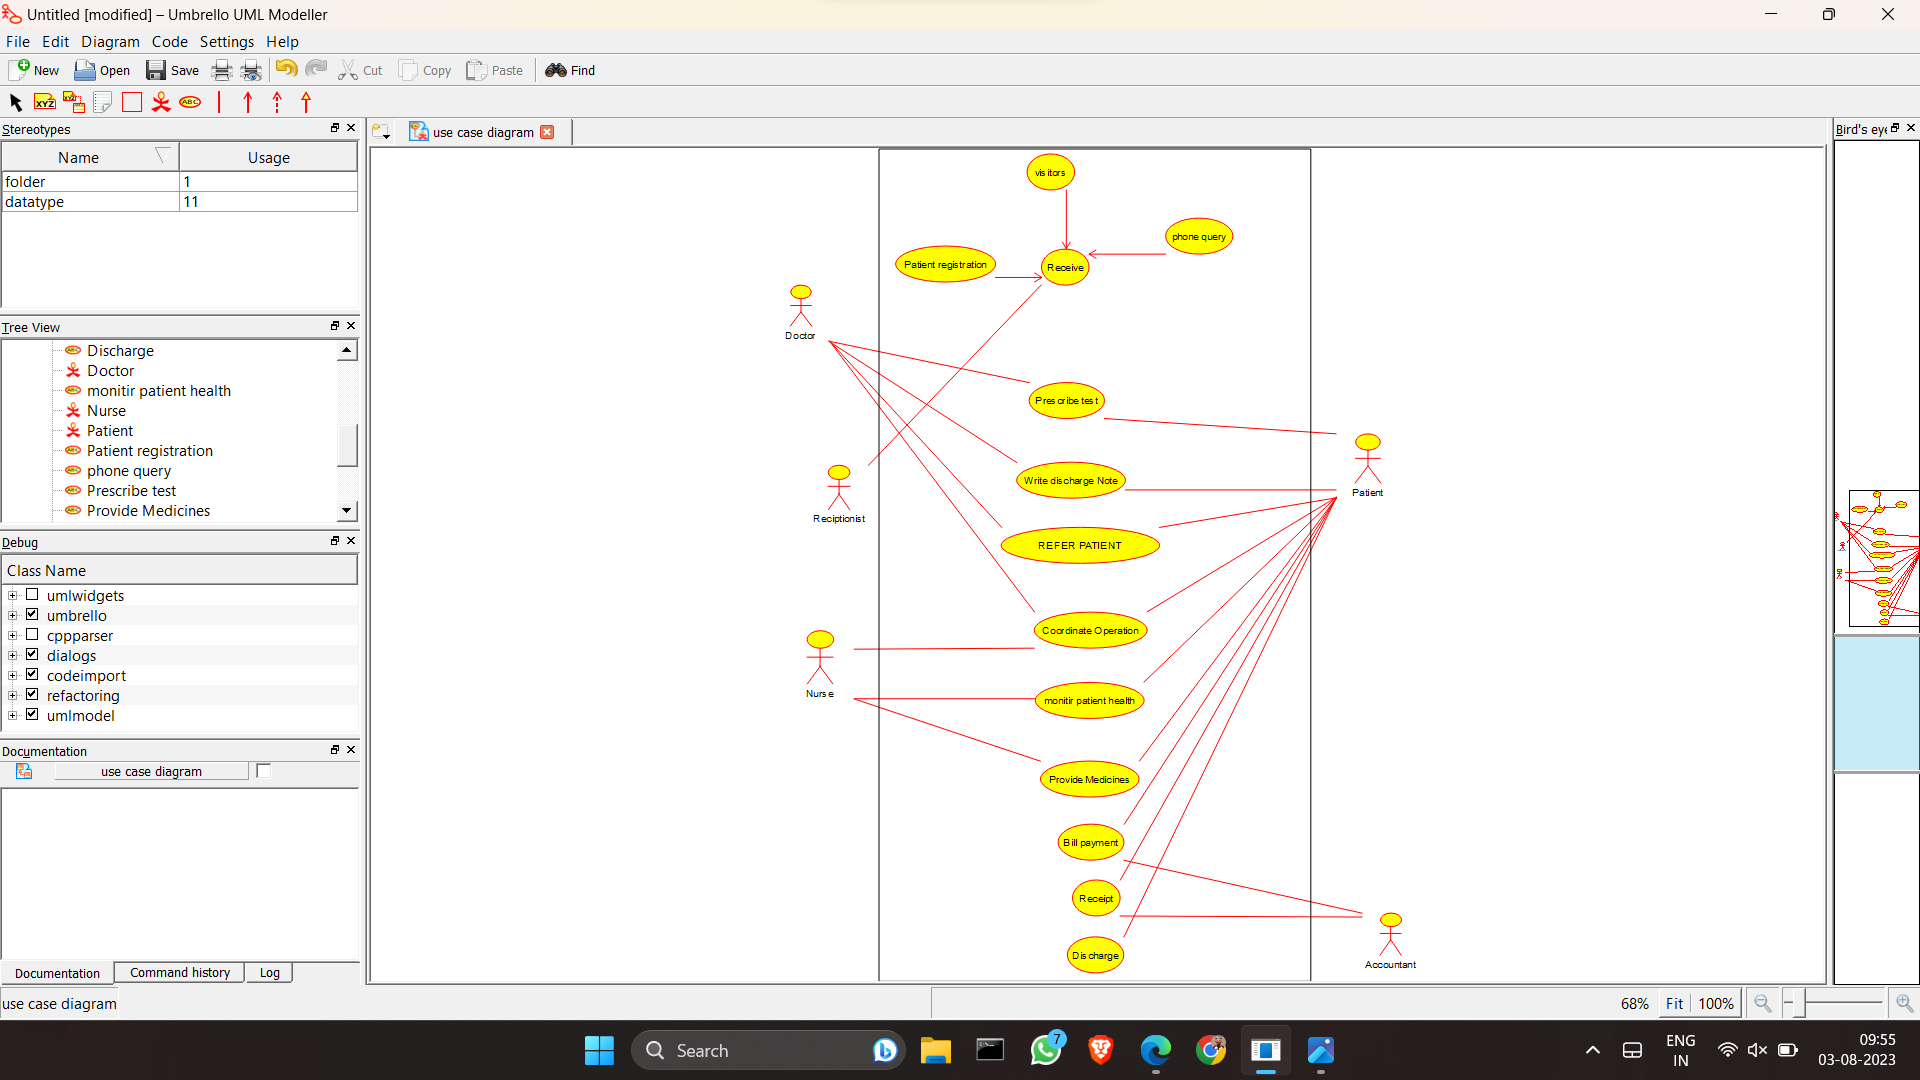 Untitled [modified] – Umbrello UML Modeller
File Edit Diagram Code Settings Help
New Open Save Cut Copy Paste Find
XYZ XYZ ABC
Stereotypes
Name Usage
folder 1
datatype 11
Tree View
Discharge
Doctor
monitir patient health
Nurse
Patient
Patient registration
phone query
Prescribe test
Provide Medicines
Debug
Class Name
umlwidgets
umbrello
cppparser
dialogs
codeimport
refactoring
umlmodel
Documentation
use case diagram
Documentation Command history Log
use case diagram
use case diagram
visitors
phone query
Patient registration
Receive
Doctor
Prescribe test
Patient
Reciptionist
Write discharge Note
REFER PATIENT
Coordinate Operation
Nurse
monitir patient health
Provide Medicines
Bill payment
Receipt
Discharge
Accountant
Bird's eye
68% Fit 100%
Search
7
ENG
IN
09:55
03-08-2023